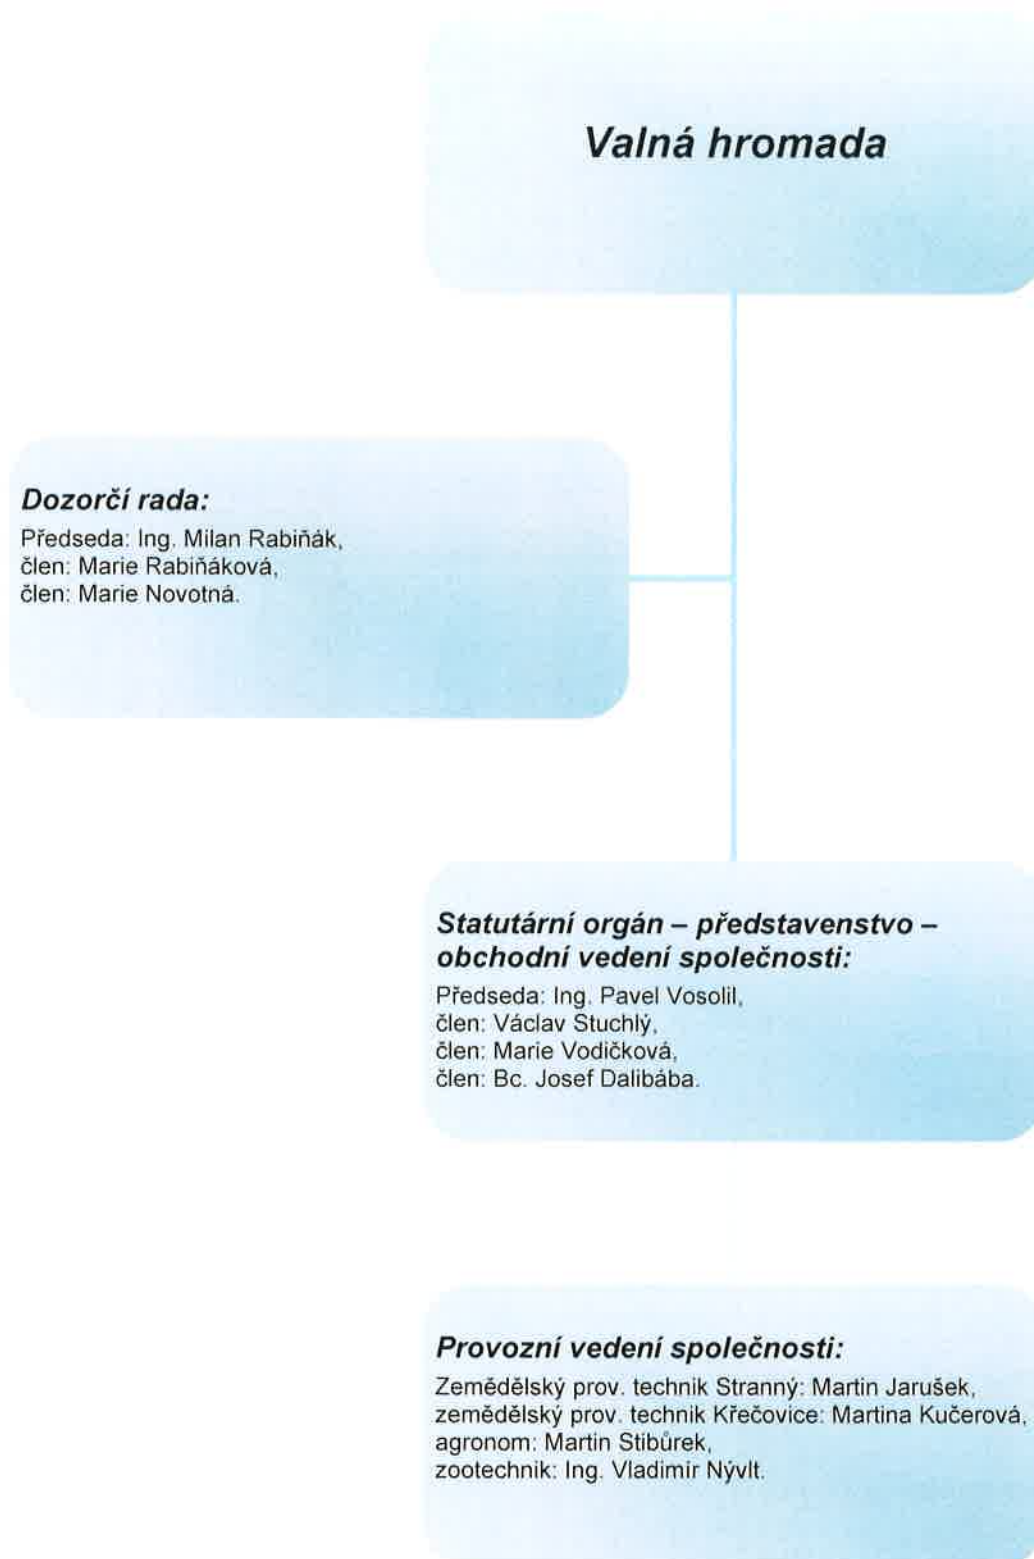 Valná hromada
Dozorčí rada:
Předseda: Ing. Milan Rabiňák,
člen: Marie Rabiňáková,
člen: Marie Novotná.
Statutární orgán – představenstvo –
obchodní vedení společnosti:
Předseda: Ing. Pavel Vosolil,
člen: Václav Stuchlý,
člen: Marie Vodičková,
člen: Bc. Josef Dalibába.
Provozní vedení společnosti:
Zemědělský prov. technik Stranný: Martin Jarušek,
zemědělský prov. technik Křečovice: Martina Kučerová,
agronom: Martin Stibůrek,
zootechnik: Ing. Vladimír Nývlt.